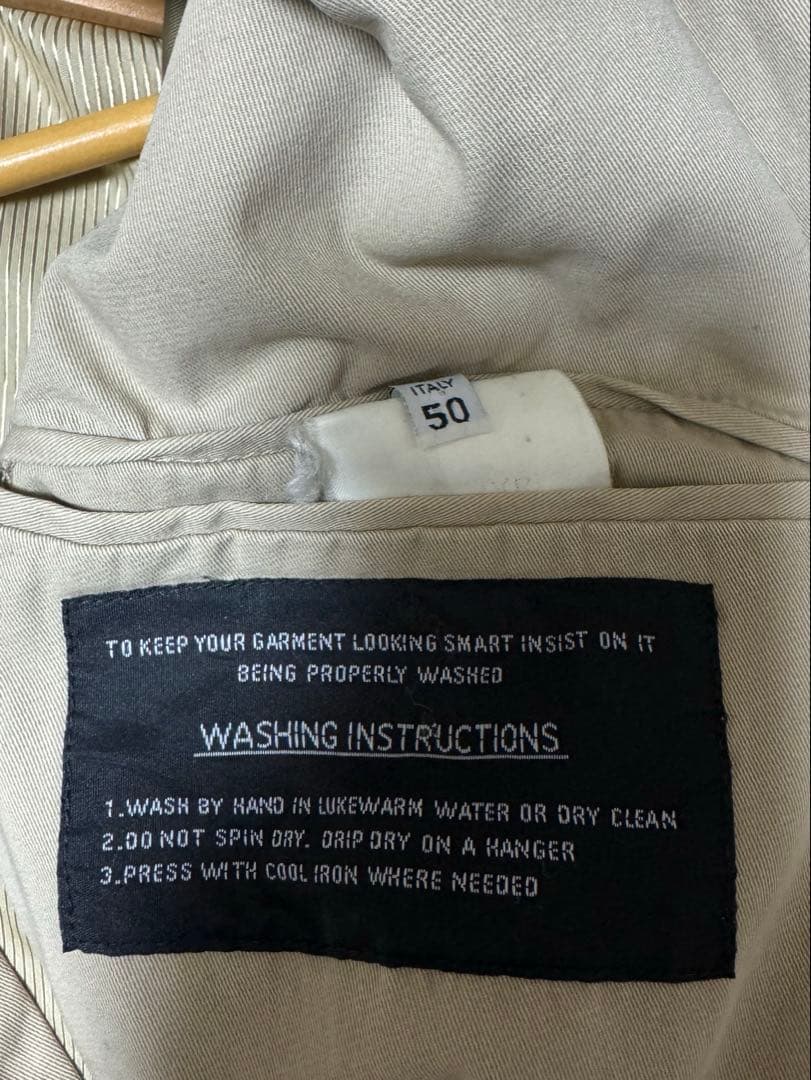 ITALY
50
TO KEEP YOUR GARMENT LOOKING SMART INSIST ON IT
BEING PROPERLY WASHED
WASHING INSTRUCTIONS
1.WASH BY HAND IN LUKEWARM WATER OR DRY CLEAN
2.DO NOT SPIN DRY. DRIP DRY ON A HANGER
3.PRESS WITH COOL IRON WHERE NEEDED